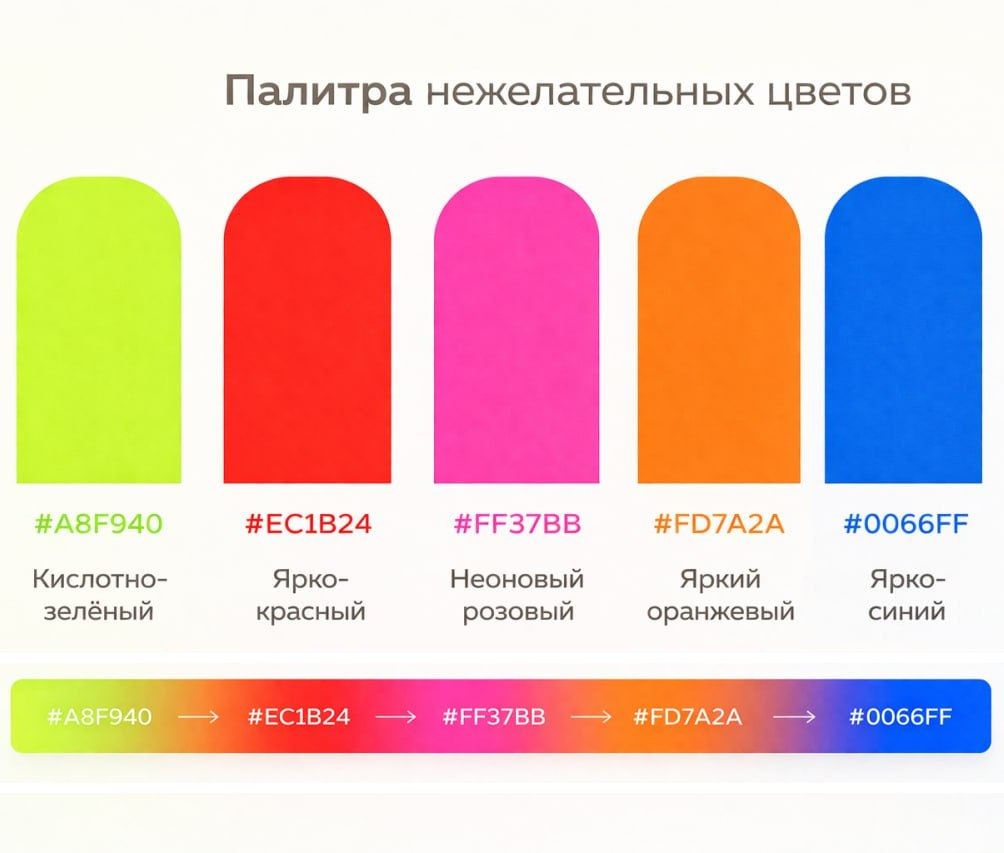 Палитра нежелательных цветов
#A8F940 #EC1B24 #FF37BB #FD7A2A #0066FF
Кислотно-
зелёный
Ярко-
красный
Неоновый
розовый
Яркий
оранжевый
Ярко-
синий
#A8F940 → #EC1B24 → #FF37BB → #FD7A2A → #0066FF